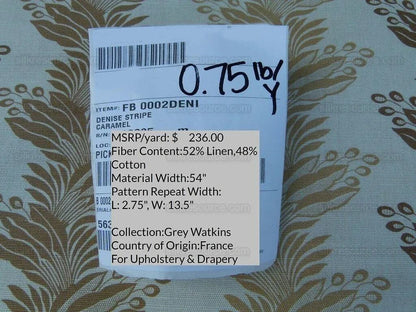 0.75 lb/
Y
ITEM#: FB 0002DENI
DENISE STRIPE
CARAMEL
R/N:
LOC:
PICK
MSRP/yard: $ 236.00
Fiber Content:52% Linen,48%
Cotton
Material Width:54"
Pattern Repeat Width:
L: 2.75", W: 13.5"
Collection:Grey Watkins
Country of Origin:France
For Upholstery & Drapery